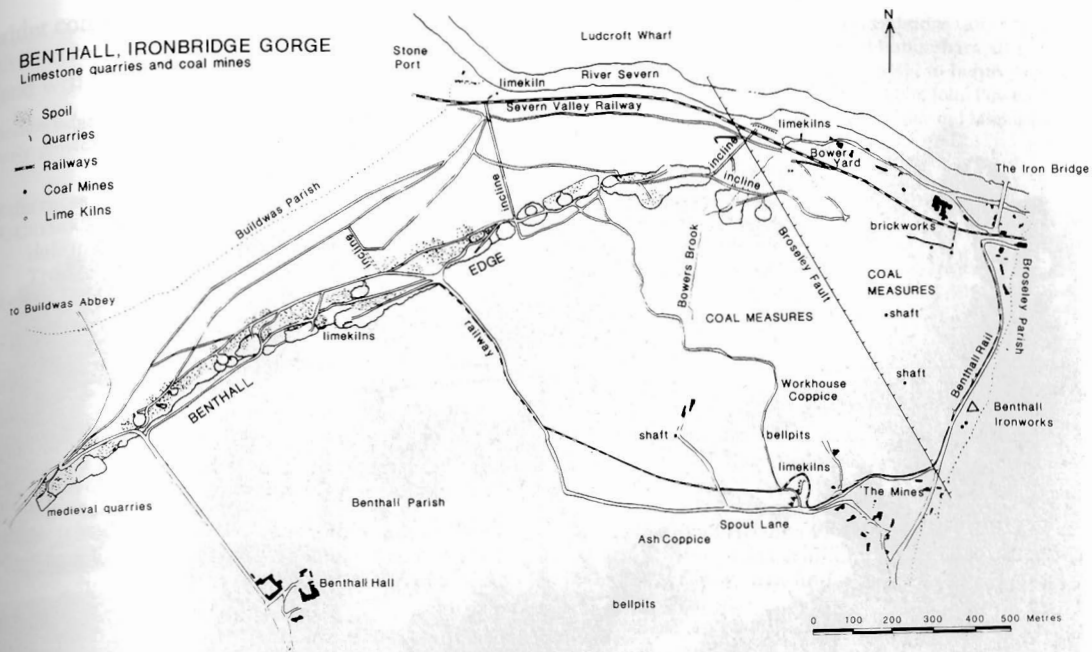 BENTHALL, IRONBRIDGE GORGE
Limestone quarries and coal mines
Spoil
Quarries
Railways
Coal Mines
Lime Kilns
Stone
Port
Ludcroft Wharf
N
limekiln
River Severn
Severn Valley Railway
limekilns
Bower
Yard
The Iron Bridge
incline
incline
incline
incline
Buildwas Parish
brickworks
EDGE
Bowers Brook
Broseley Fault
COAL
MEASURES
Broseley Parish
to Buildwas Abbey
COAL MEASURES
shaft
limekilns
railway
Benthall Rail
BENTHALL
shaft
Workhouse
Coppice
Benthall
Ironworks
shaft
bellpits
limekilns
medieval quarries
Benthall Parish
The Mines
Spout Lane
Ash Coppice
Benthall Hall
bellpits
0 100 200 300 400 500 Metres